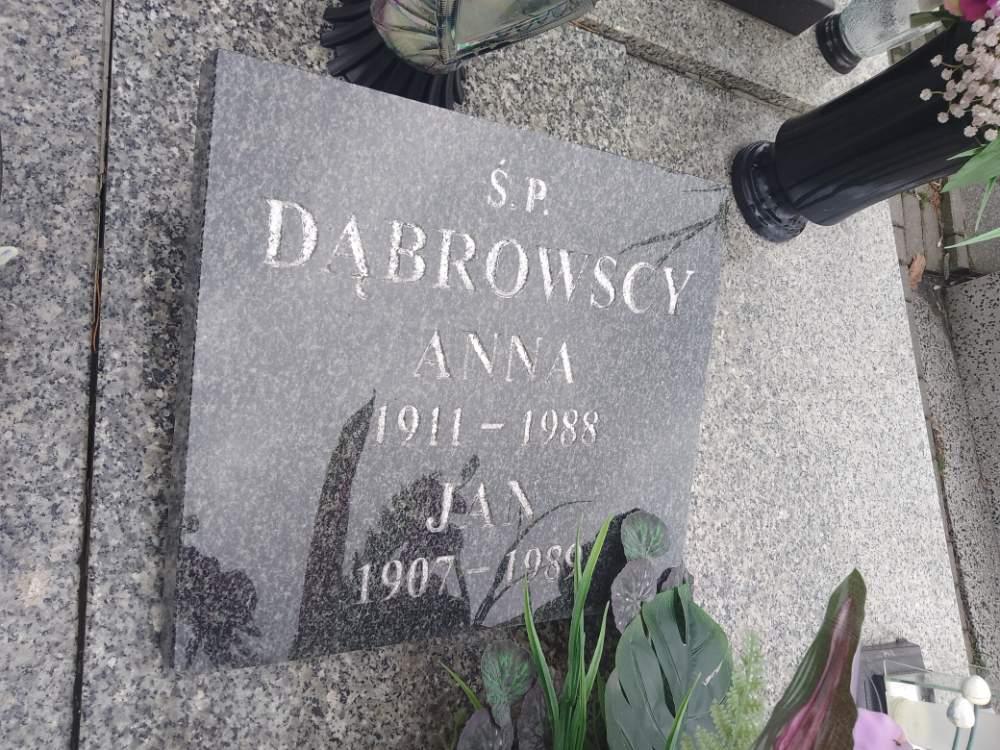 Ś.P.
DĄBROWSCY
ANNA
1911 – 1988
JAN
1907 – 1989